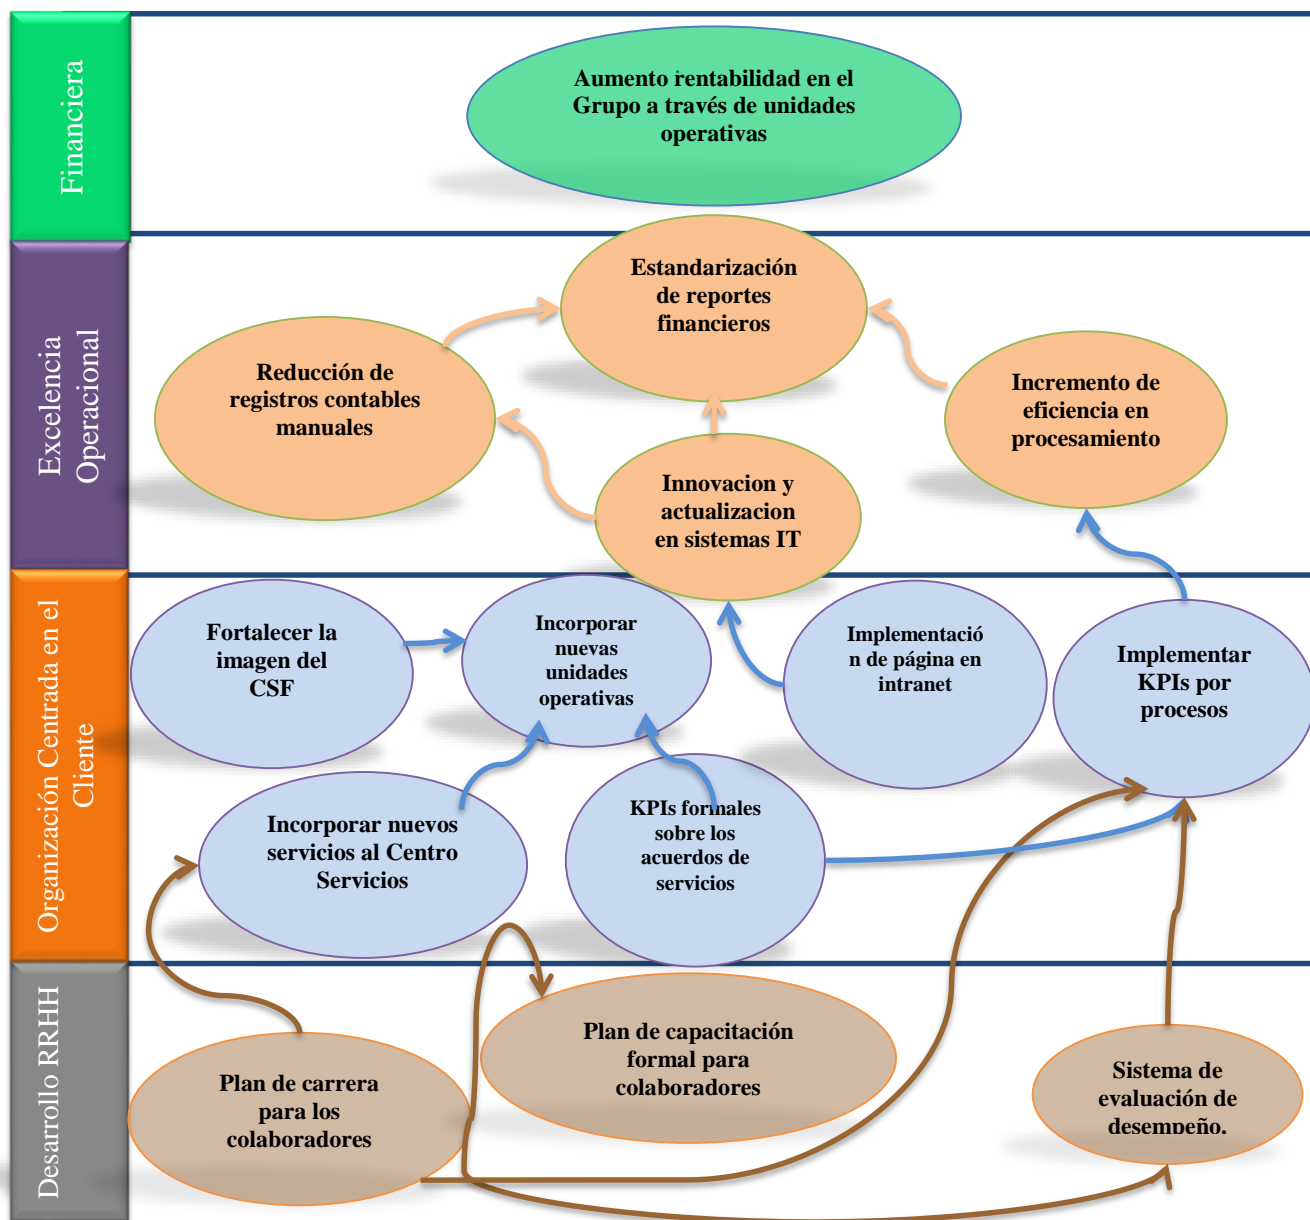 Financiera
Aumento rentabilidad en el
Grupo a través de unidades
operativas
Excelencia
Operacional
Estandarización
de reportes
financieros
Reducción de
registros contables
manuales
Incremento de
eficiencia en
procesamiento
Innovacion y
actualizacion
en sistemas IT
Organización Centrada en el
Cliente
Fortalecer la
imagen del
CSF
Incorporar
nuevas
unidades
operativas
Implementació
n de página en
intranet
Implementar
KPIs por
procesos
Incorporar nuevos
servicios al Centro
Servicios
KPIs formales
sobre los
acuerdos de
servicios
Desarrollo RRHH
Plan de carrera
para los
colaboradores
Plan de capacitación
formal para
colaboradores
Sistema de
evaluación de
desempeño.